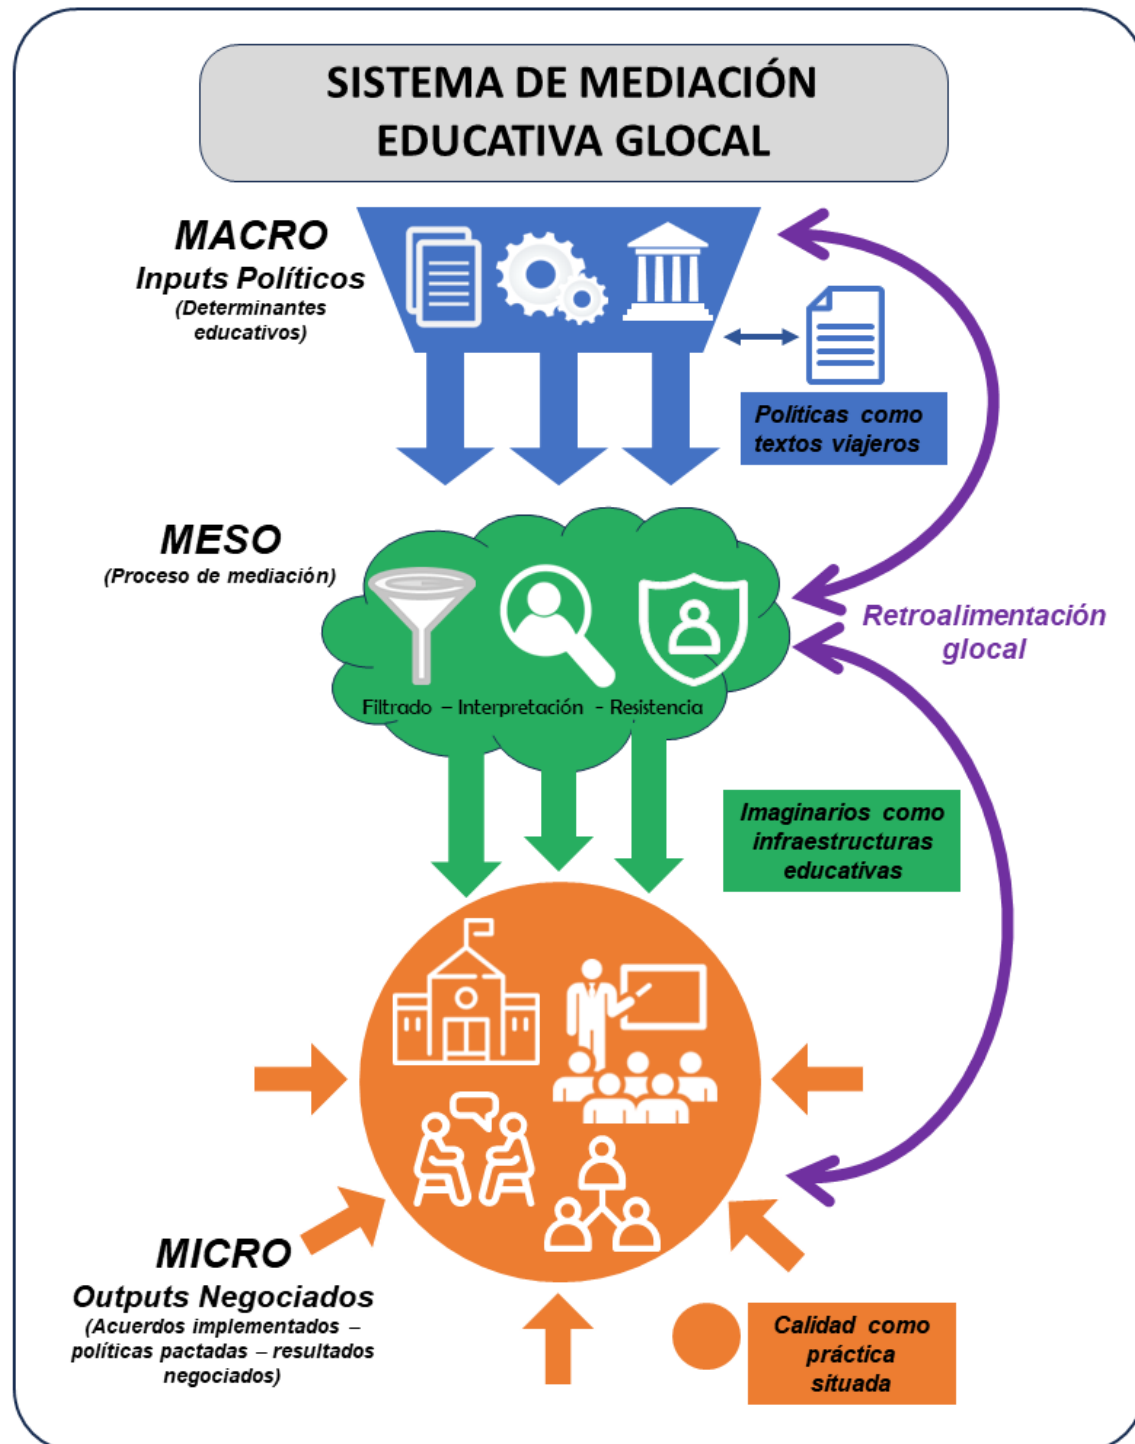 SISTEMA DE MEDIACIÓN
EDUCATIVA GLOCAL
MACRO
Inputs Políticos
(Determinantes
educativos)
Políticas como
textos viajeros
MESO
(Proceso de mediación)
Filtrado – Interpretación - Resistencia
Retroalimentación
glocal
Imaginarios como
infraestructuras
educativas
MICRO
Outputs Negociados
(Acuerdos implementados –
políticas pactadas – resultados
negociados)
Calidad como
práctica
situada